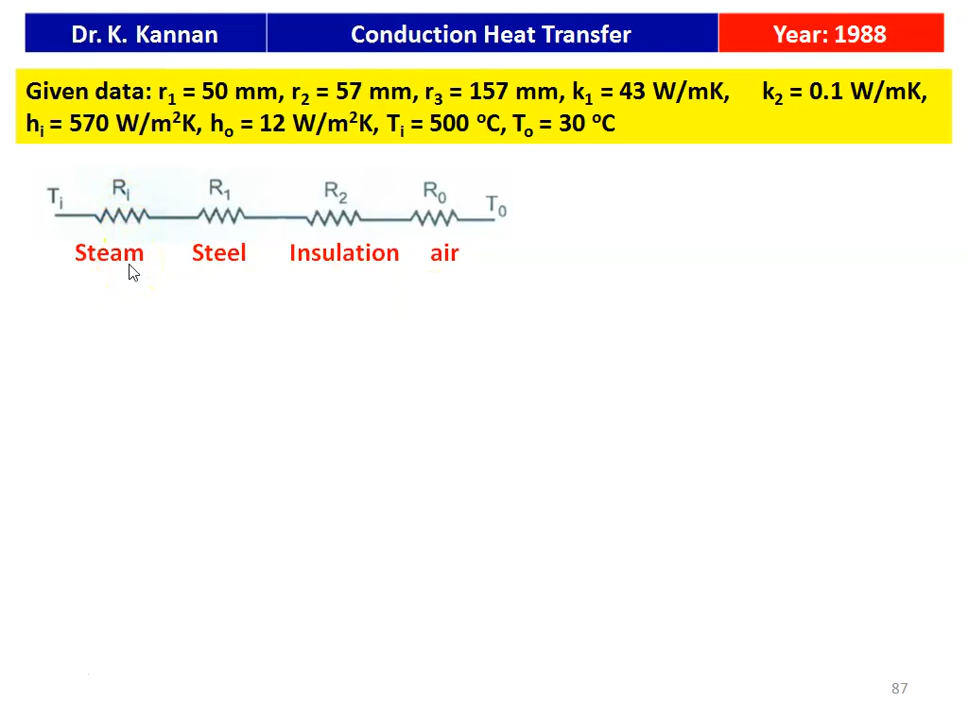 Dr. K. Kannan
Conduction Heat Transfer
Year: 1988
Given data: r₁ = 50 mm, r₂ = 57 mm, r₃ = 157 mm, k₁ = 43 W/mK, k₂ = 0.1 W/mK,
hᵢ = 570 W/m²K, hₒ = 12 W/m²K, Tᵢ = 500 ᵒC, Tₒ = 30 ᵒC
Tᵢ Rᵢ R₁ R₂ R₀ T₀
Steam Steel Insulation air
87